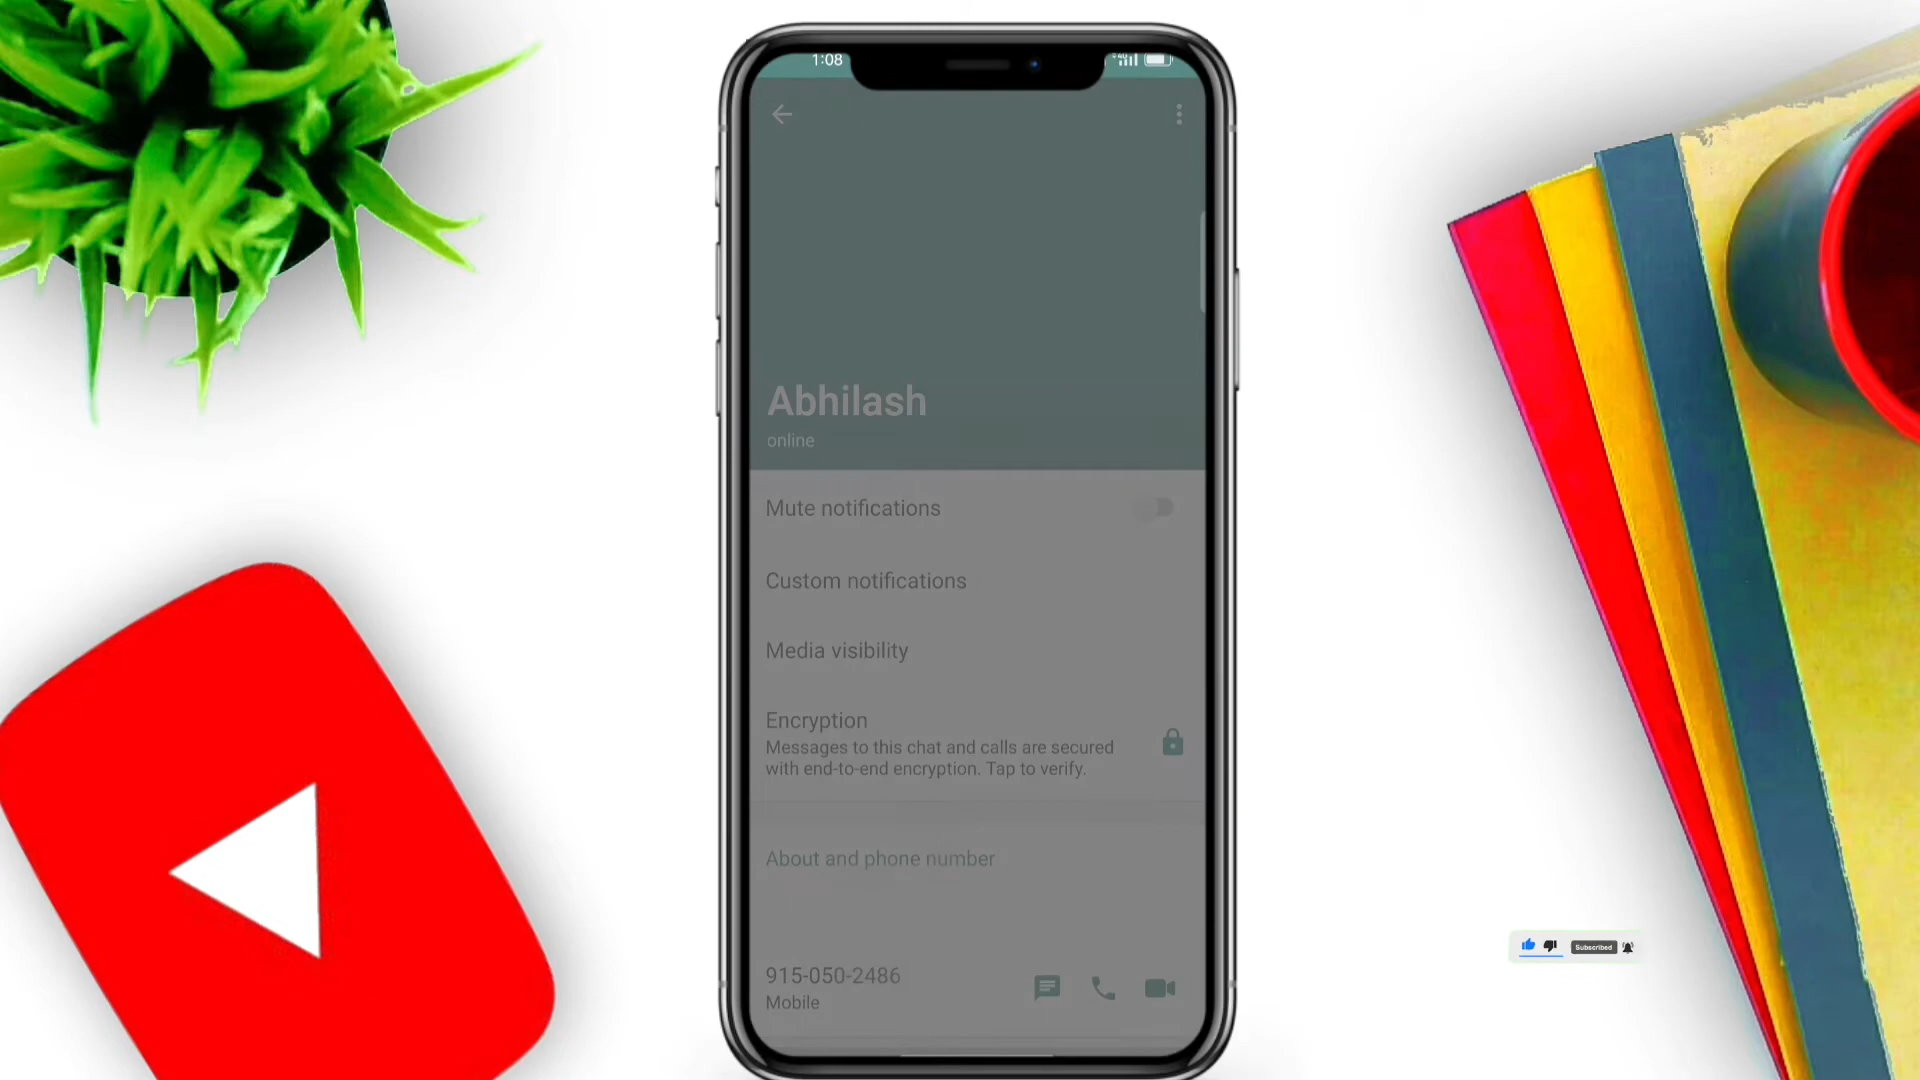 1:08
Abhilash
online
Mute notifications
Custom notifications
Media visibility
Encryption
Messages to this chat and calls are secured
with end-to-end encryption. Tap to verify.
About and phone number
915-050-2486
Mobile
Subscribed